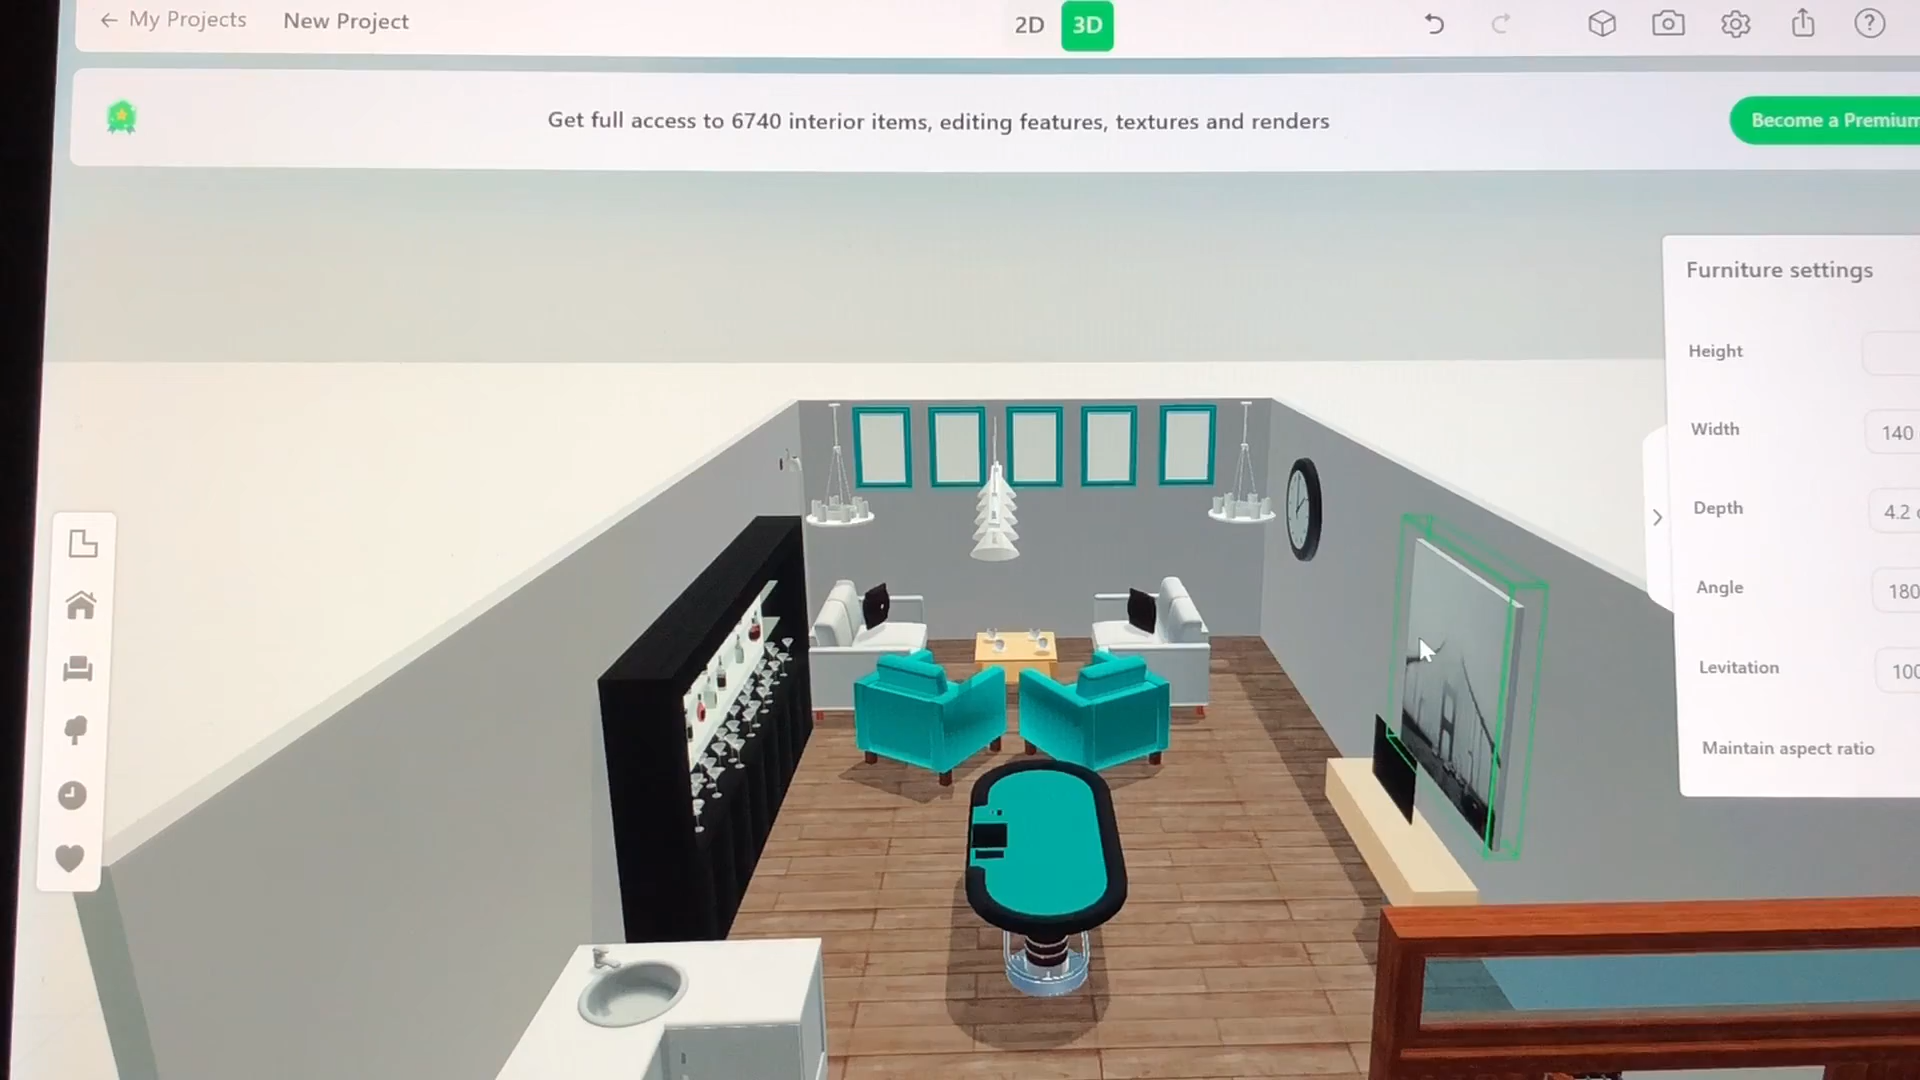 ← My Projects New Project 2D 3D
Get full access to 6740 interior items, editing features, textures and renders
Become a Premium
Furniture settings
Height
Width 140
Depth 4.2
Angle 180
Levitation 100
Maintain aspect ratio